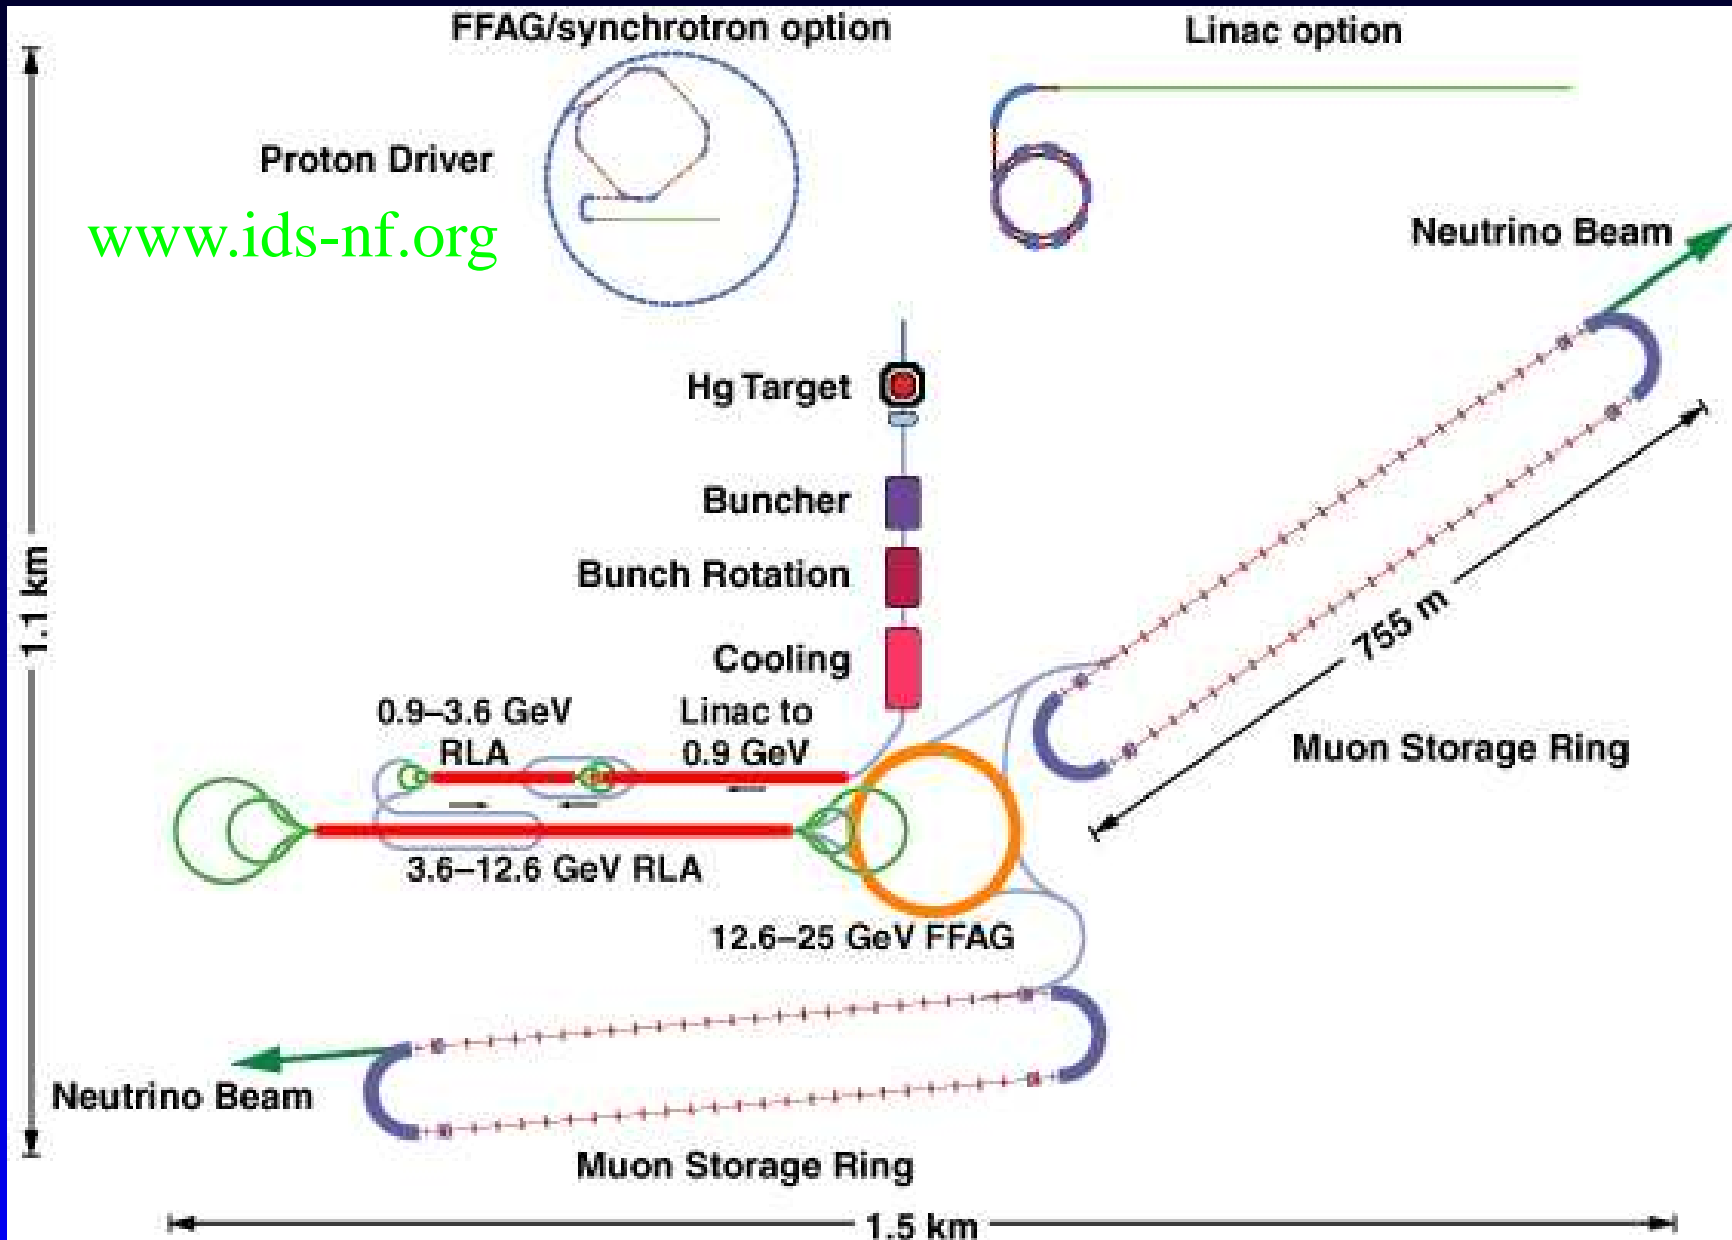 FFAG/synchrotron option
Linac option
Proton Driver
www.ids-nf.org
Neutrino Beam
Hg Target
Buncher
Bunch Rotation
1.1 km
755 m
Cooling
0.9–3.6 GeV
RLA
Linac to
0.9 GeV
Muon Storage Ring
3.6–12.6 GeV RLA
12.6–25 GeV FFAG
Neutrino Beam
Muon Storage Ring
1.5 km